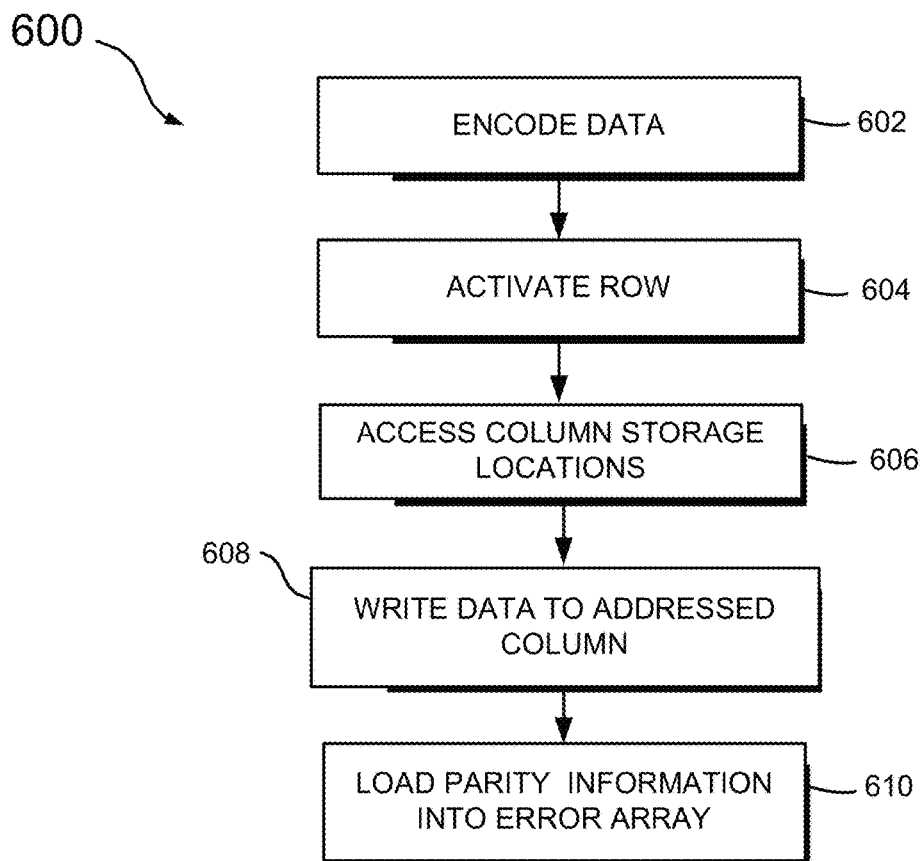 600
ENCODE DATA
602
ACTIVATE ROW
604
ACCESS COLUMN STORAGE
LOCATIONS
606
608
WRITE DATA TO ADDRESSED
COLUMN
LOAD PARITY INFORMATION
INTO ERROR ARRAY
610